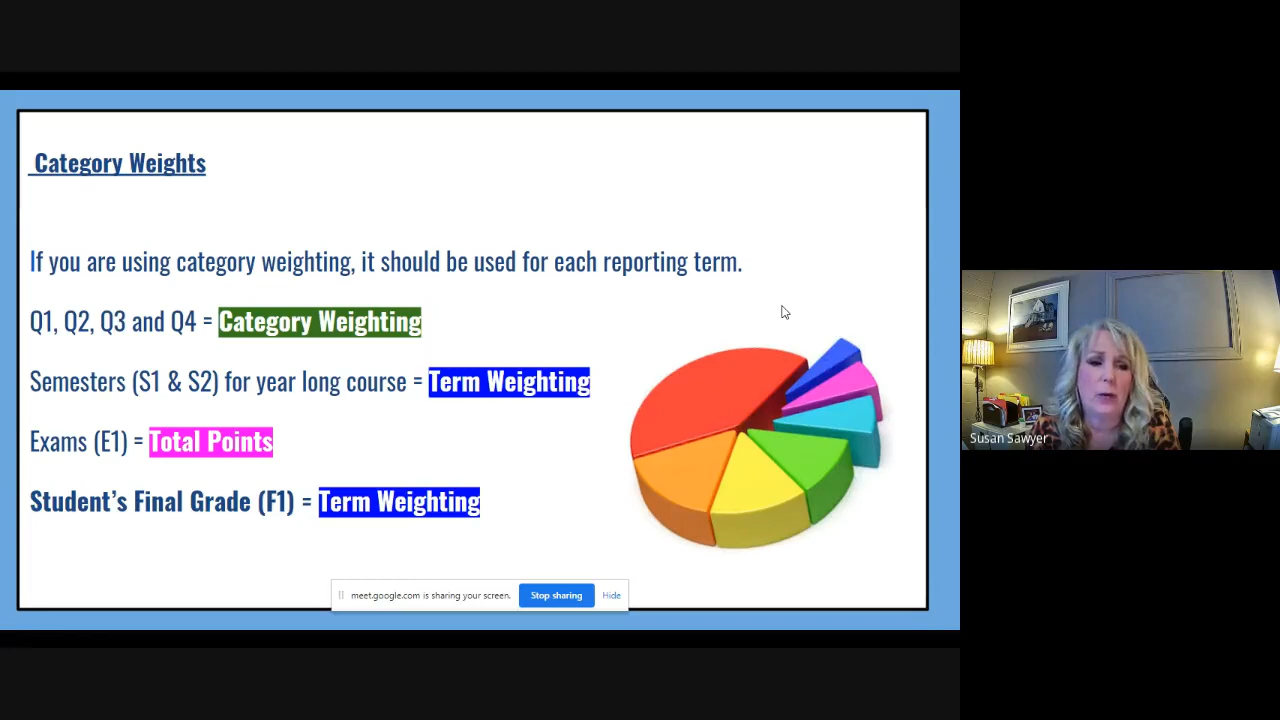 Category Weights
If you are using category weighting, it should be used for each reporting term.
Q1, Q2, Q3 and Q4 = Category Weighting
Semesters (S1 & S2) for year long course = Term Weighting
Exams (E1) = Total Points
Student's Final Grade (F1) = Term Weighting
meet.google.com is sharing your screen. Stop sharing Hide
Susan Sawyer